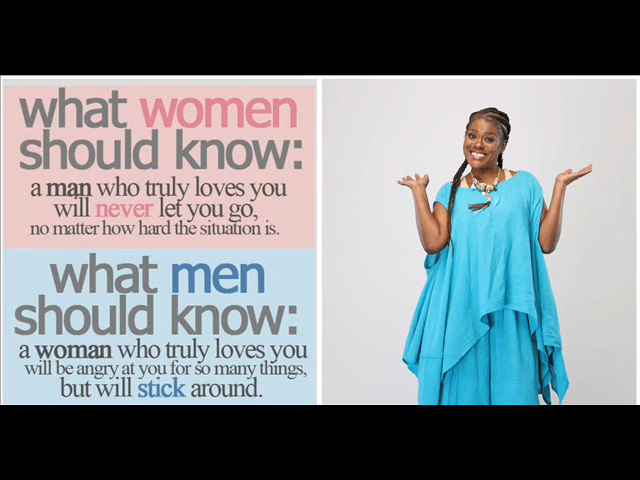 what women
should know:
a man who truly loves you
will never let you go,
no matter how hard the situation is.
what men
should know:
a woman who truly loves you
will be angry at you for so many things,
but will stick around.